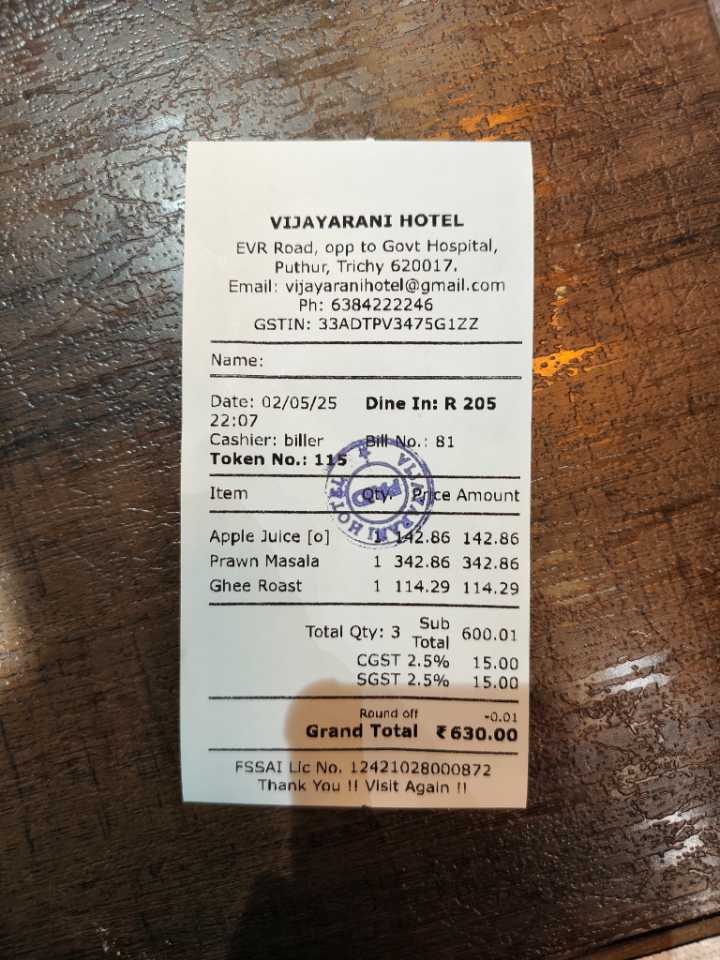 VIJAYARANI HOTEL
EVR Road, opp to Govt Hospital,
Puthur, Trichy 620017.
Email: vijayaranihotel@gmail.com
Ph: 6384222246
GSTIN: 33ADTPV3475G1ZZ
Name:
Date: 02/05/25 Dine In: R 205
22:07
Cashier: biller Bill No.: 81
Token No.: 115
VIJAYARANI HOTEL
Item Qty. Price Amount
Apple Juice [o] 1 142.86 142.86
Prawn Masala 1 342.86 342.86
Ghee Roast 1 114.29 114.29
Total Qty: 3 Sub Total 600.01
CGST 2.5% 15.00
SGST 2.5% 15.00
Round off -0.01
Grand Total ₹630.00
FSSAI Lic No. 12421028000872
Thank You !! Visit Again !!